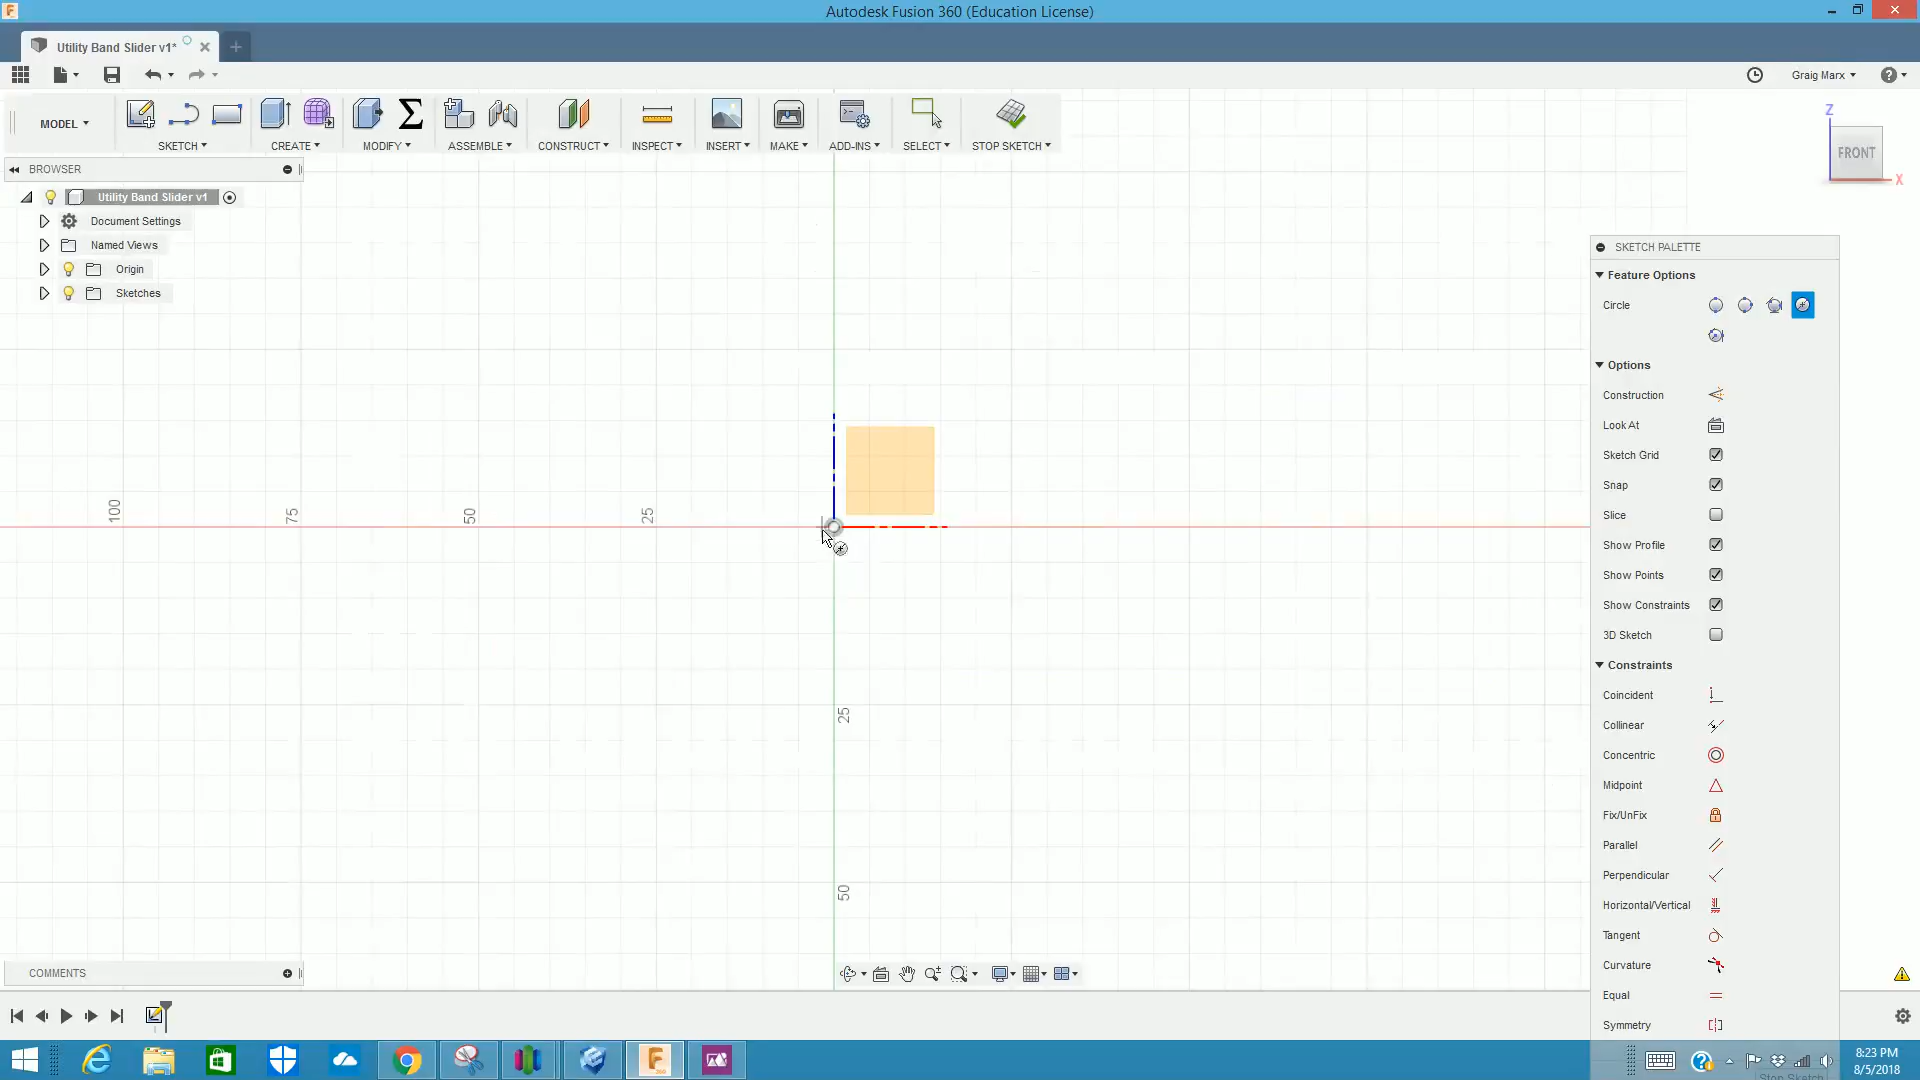 Autodesk Fusion 360 (Education License)
Utility Band Slider v1*
Graig Marx
MODEL
SKETCH
CREATE
MODIFY
ASSEMBLE
CONSTRUCT
INSPECT
INSERT
MAKE
ADD-INS
SELECT
STOP SKETCH
Z
FRONT
X
BROWSER
Utility Band Slider v1
Document Settings
Named Views
Origin
Sketches
100
75
50
25
25
50
SKETCH PALETTE
Feature Options
Circle
Options
Construction
Look At
Sketch Grid
Snap
Slice
Show Profile
Show Points
Show Constraints
3D Sketch
Constraints
Coincident
Collinear
Concentric
Midpoint
Fix/UnFix
Parallel
Perpendicular
Horizontal/Vertical
Tangent
Curvature
Equal
Symmetry
COMMENTS
8:23 PM
8/5/2018
Stop Sketch